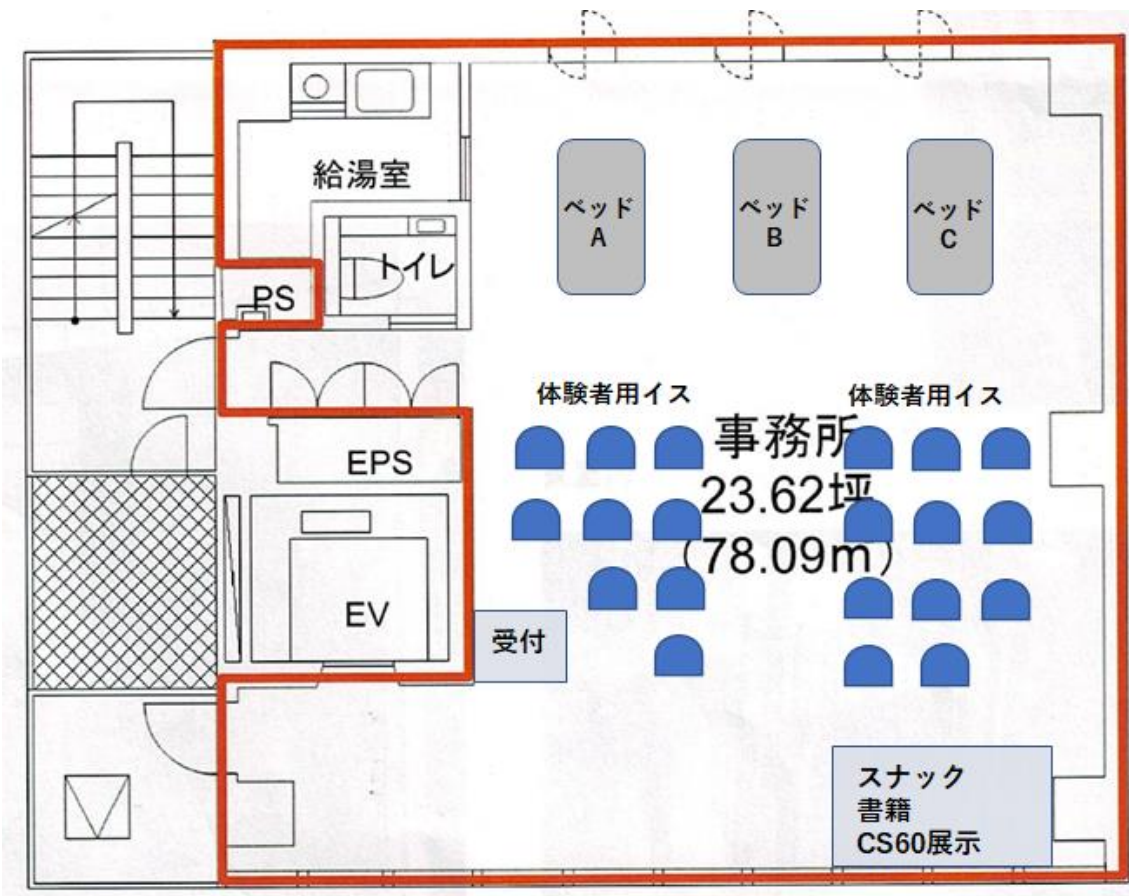 給湯室
トイレ
PS
EPS
EV
ベッド
A
ベッド
B
ベッド
C
体験者用イス
体験者用イス
事務所
23.62坪
(78.09m)
受付
スナック
書籍
CS60展示